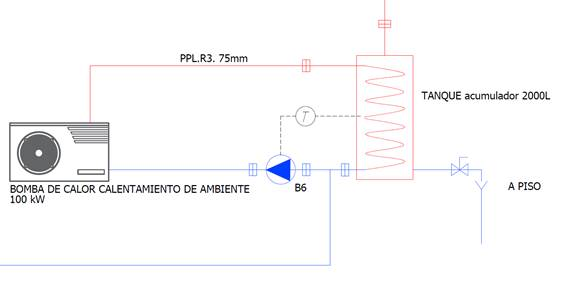 PPL.R3. 75mm
TANQUE acumulador 2000L
T
BOMBA DE CALOR CALENTAMIENTO DE AMBIENTE
100 kW
B6
A PISO